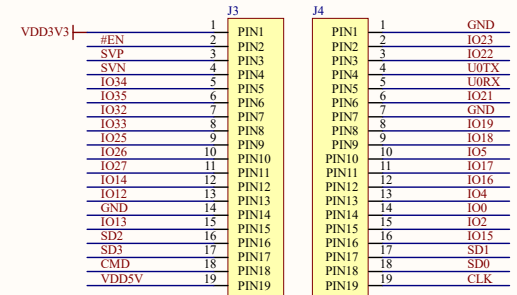 J3 J4
VDD3V3 1 PIN1 PIN1 1 GND
#EN 2 PIN2 PIN2 2 IO23
SVP 3 PIN3 PIN3 3 IO22
SVN 4 PIN4 PIN4 4 U0TX
IO34 5 PIN5 PIN5 5 U0RX
IO35 6 PIN6 PIN6 6 IO21
IO32 7 PIN7 PIN7 7 GND
IO33 8 PIN8 PIN8 8 IO19
IO25 9 PIN9 PIN9 9 IO18
IO26 10 PIN10 PIN10 10 IO5
IO27 11 PIN11 PIN11 11 IO17
IO14 12 PIN12 PIN12 12 IO16
IO12 13 PIN13 PIN13 13 IO4
GND 14 PIN14 PIN14 14 IO0
IO13 15 PIN15 PIN15 15 IO2
SD2 16 PIN16 PIN16 16 IO15
SD3 17 PIN17 PIN17 17 SD1
CMD 18 PIN18 PIN18 18 SD0
VDD5V 19 PIN19 PIN19 19 CLK